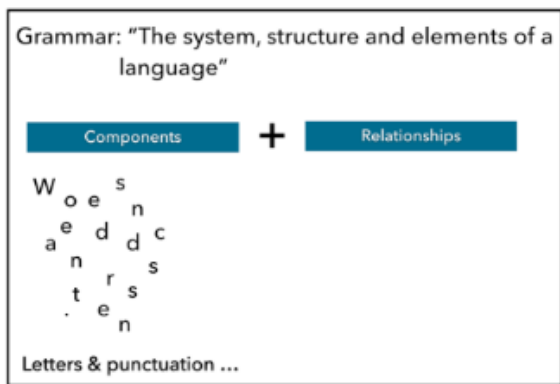 Grammar: "The system, structure and elements of a
language"
Components + Relationships
W o e s
n
a e d d c
n s
r
t s
. e n
Letters & punctuation ...